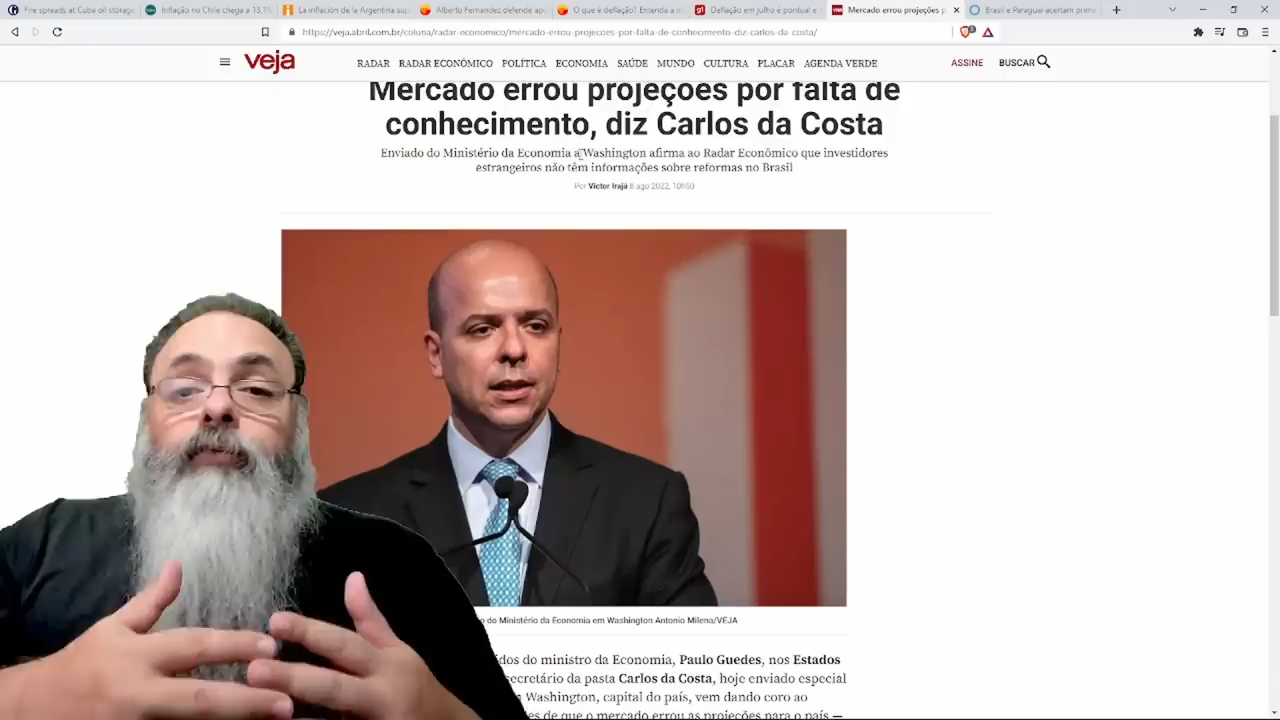 Fire spreads at Cuba oil storage
Inflação no Chile chega a 13,1%
La inflación de la Argentina sup
Alberto Fernandez defende ap
O que é deflação? Entenda a in
Deflação em julho é pontual e
Mercado errou projeções p
Brasil e Paraguai acertam prime
https://veja.abril.com.br/coluna/radar-economico/mercado-errou-projecoes-por-falta-de-conhecimento-diz-carlos-da-costa/
veja
RADAR RADAR ECONÔMICO POLÍTICA ECONOMIA SAÚDE MUNDO CULTURA PLACAR AGENDA VERDE
ASSINE BUSCAR
Mercado errou projeções por falta de
conhecimento, diz Carlos da Costa
Enviado do Ministério da Economia a Washington afirma ao Radar Econômico que investidores
estrangeiros não têm informações sobre reformas no Brasil
Por Victor Irajá 8 ago 2022, 10h50
do Ministério da Economia em Washington Antonio Milena/VEJA
dos do ministro da Economia, Paulo Guedes, nos Estados
ecretário da pasta Carlos da Costa, hoje enviado especial
Washington, capital do país, vem dando coro ao
es de que o mercado errou as projeções para o país —